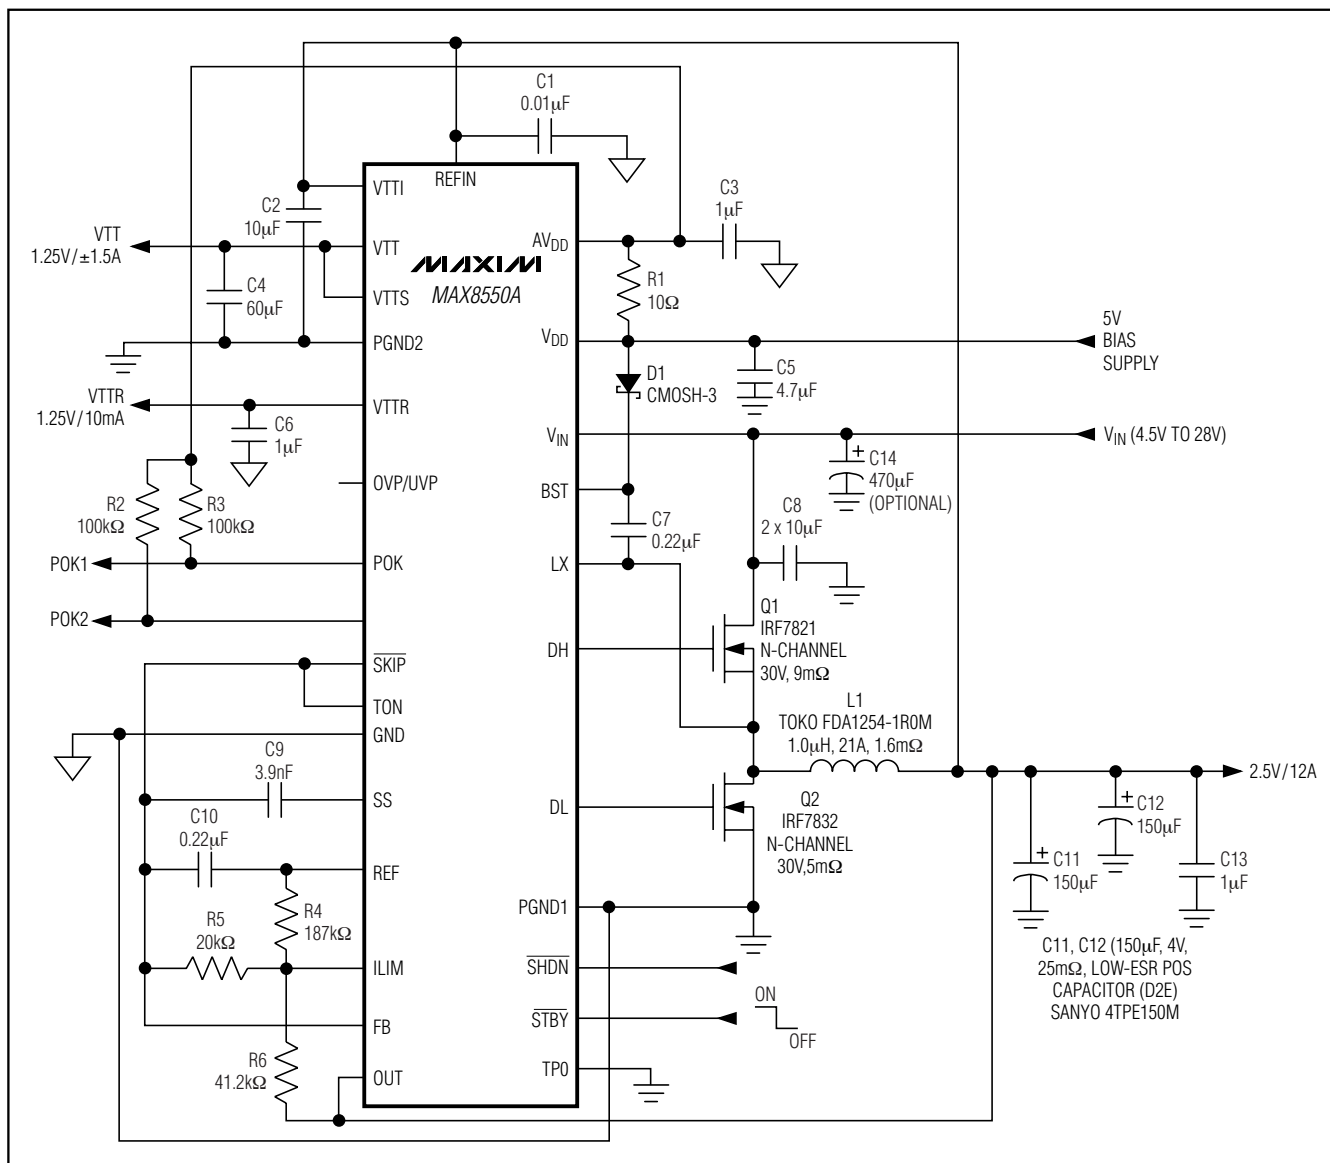 C1
0.01µF
REFIN
VTTI
C2
10µF
C3
1µF
VTT
1.25V/±1.5A
VTT
AVDD
MAXIM
MAX8550A
R1
10Ω
C4
60µF
VTTS
5V
BIAS
SUPPLY
PGND2
VDD
D1
CMOSH-3
C5
4.7µF
VTTR
1.25V/10mA
VTTR
C6
1µF
VIN
VIN (4.5V TO 28V)
C14
470µF
(OPTIONAL)
OVP/UVP
BST
R2
100kΩ
R3
100kΩ
C7
0.22µF
C8
2 x 10µF
POK1
POK
LX
POK2
Q1
IRF7821
N-CHANNEL
30V, 9mΩ
DH
SKIP
TON
GND
L1
TOKO FDA1254-1R0M
1.0µH, 21A, 1.6mΩ
2.5V/12A
C9
3.9nF
SS
DL
Q2
IRF7832
N-CHANNEL
30V,5mΩ
C12
150µF
C10
0.22µF
REF
C11
150µF
C13
1µF
R4
187kΩ
PGND1
R5
20kΩ
ILIM
SHDN
C11, C12 (150µF, 4V,
25mΩ, LOW-ESR POS
CAPACITOR (D2E)
SANYO 4TPE150M
FB
STBY
ON
OFF
R6
41.2kΩ
OUT
TP0